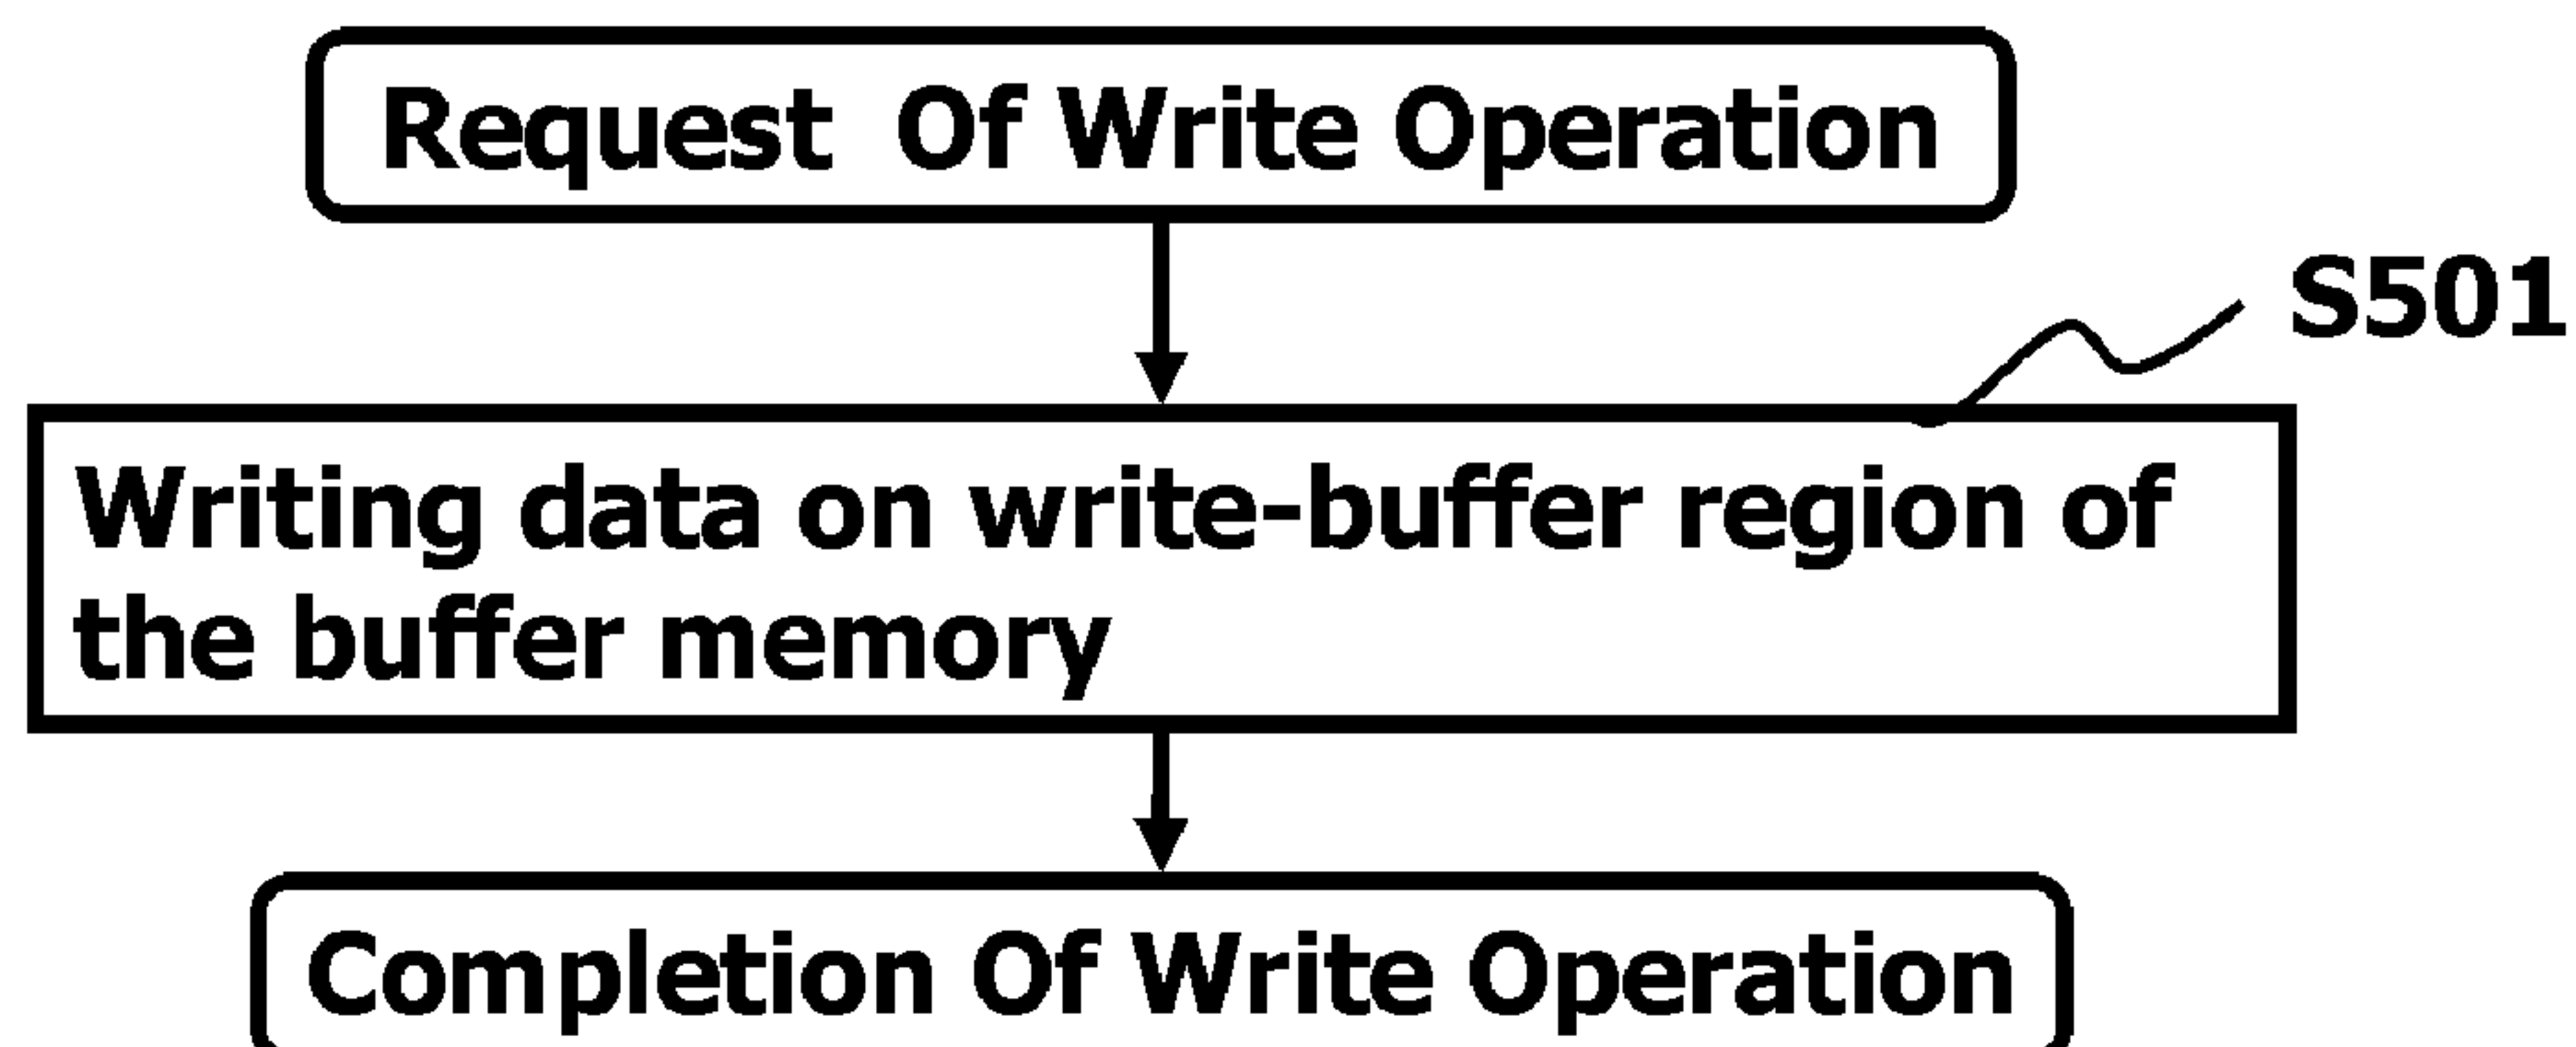 Request Of Write Operation
S501
Writing data on write-buffer region of
the buffer memory
Completion Of Write Operation